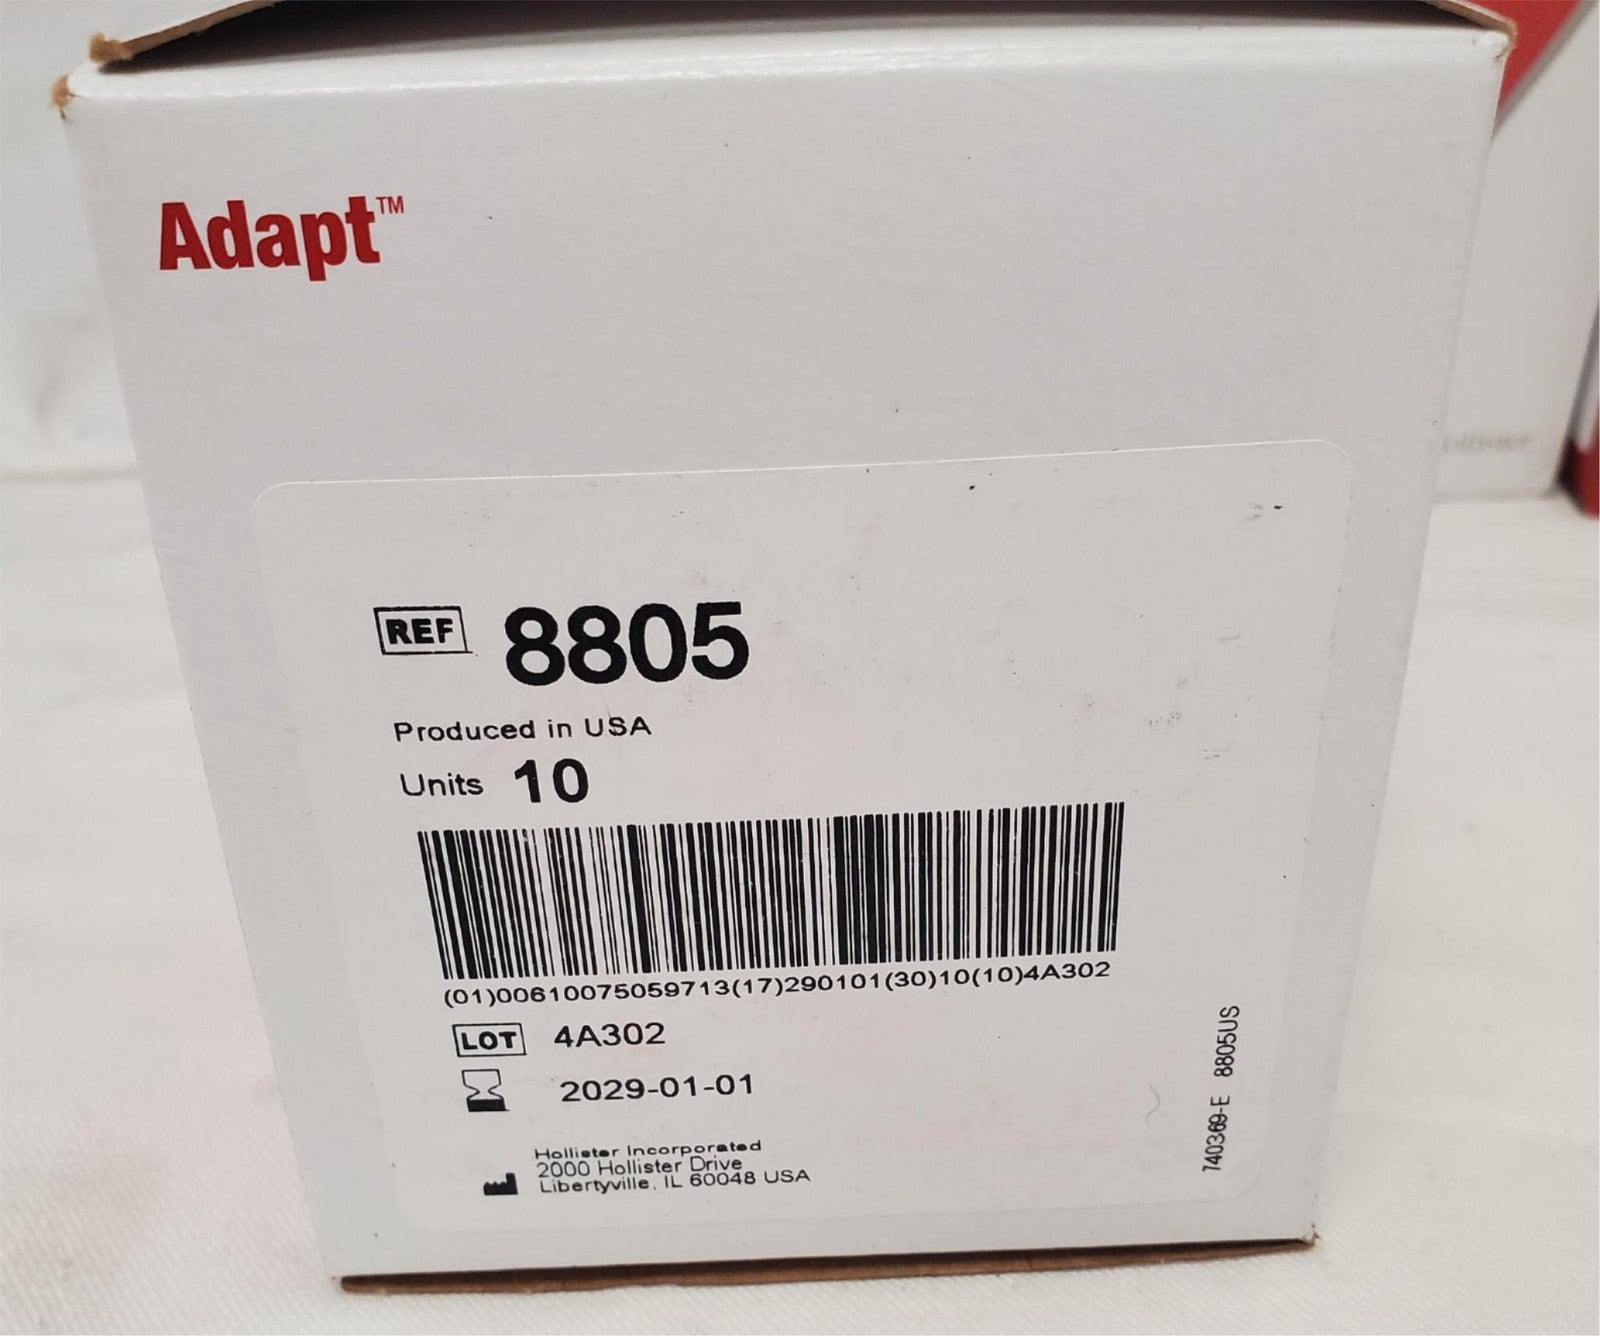 Adapt™
REF 8805
Produced in USA
Units 10
(01)00610075059713(17)290101(30)10(10)4A302
LOT 4A302
2029-01-01
Hollister Incorporated
2000 Hollister Drive
Libertyville, IL 60048 USA
740369-E 8805US